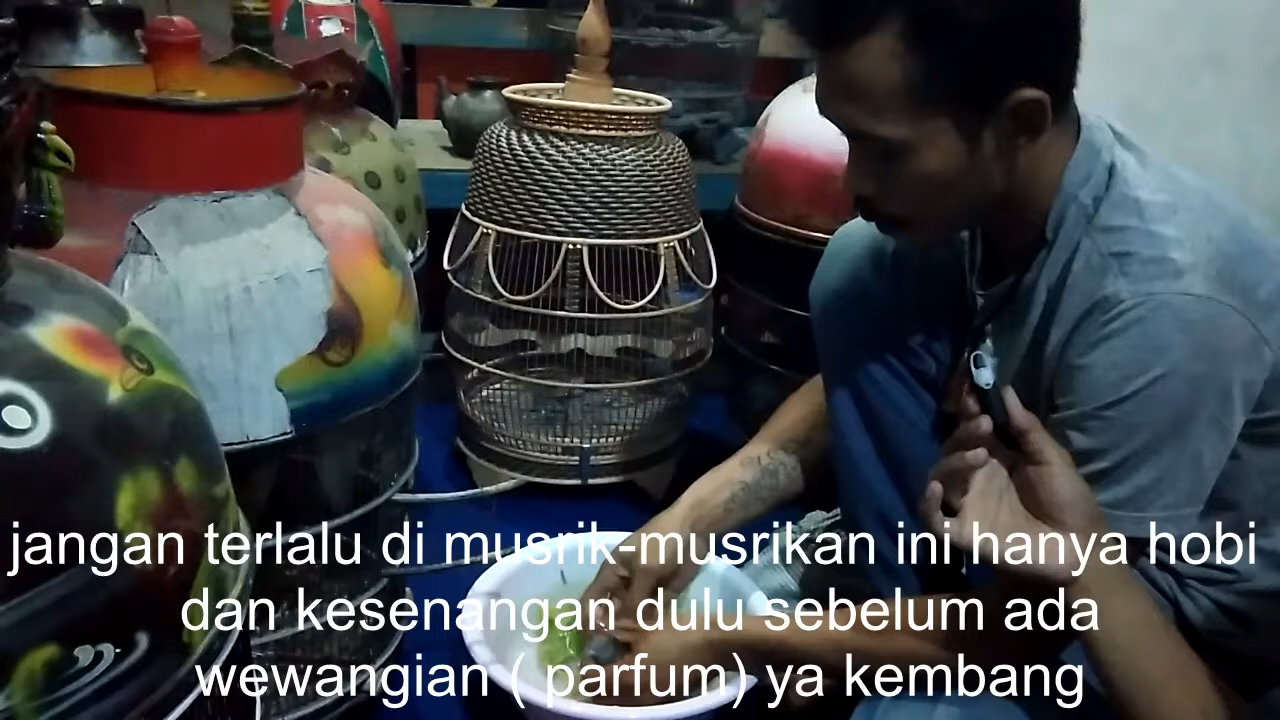 jangan terlalu di musrik-musrikan ini hanya hobi
dan kesenangan dulu sebelum ada
wewangian ( parfum) ya kembang